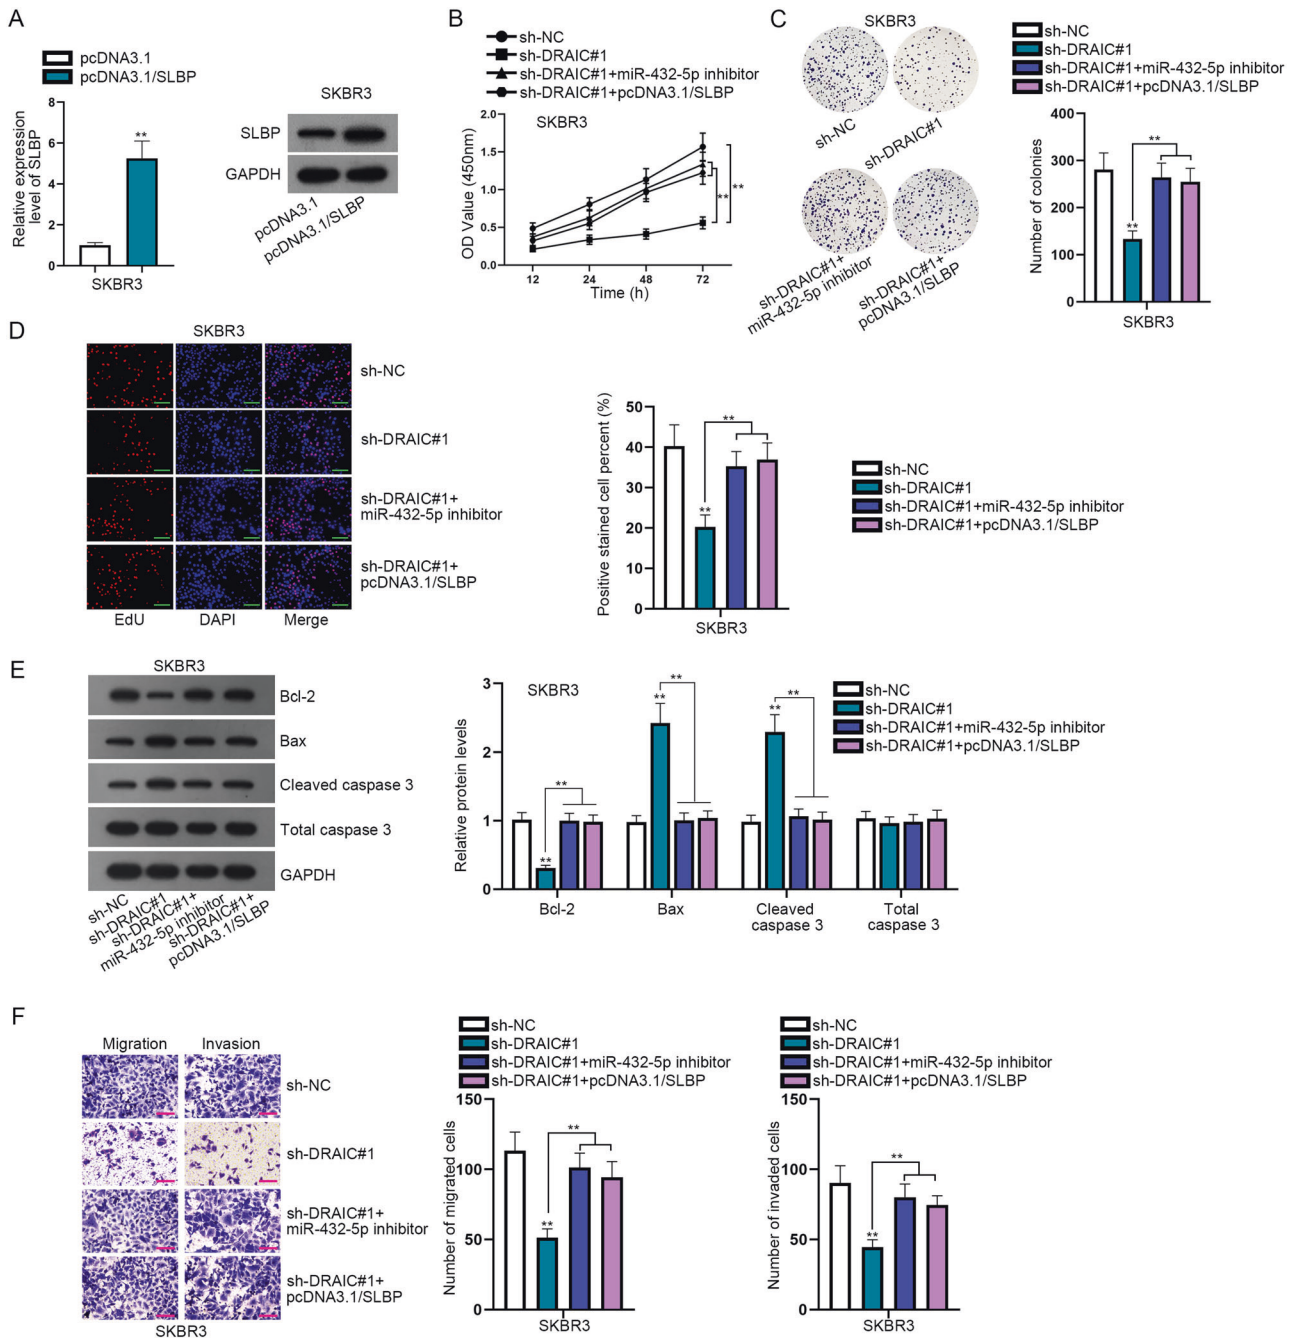 A
pcDNA3.1
pcDNA3.1/SLBP
Relative expression
level of SLBP
8
6
4
2
0
**
SKBR3
SKBR3
SLBP
GAPDH
pcDNA3.1
pcDNA3.1/SLBP
B
sh-NC
sh-DRAIC#1
sh-DRAIC#1+miR-432-5p inhibitor
sh-DRAIC#1+pcDNA3.1/SLBP
SKBR3
OD Value (450nm)
2.0
1.5
1.0
0.5
0.0
**
**
12
24
48
72
Time (h)
C
SKBR3
sh-NC
sh-DRAIC#1
sh-DRAIC#1+
miR-432-5p inhibitor
sh-DRAIC#1+
pcDNA3.1/SLBP
sh-NC
sh-DRAIC#1
sh-DRAIC#1+miR-432-5p inhibitor
sh-DRAIC#1+pcDNA3.1/SLBP
Number of colonies
400
300
200
100
0
**
**
SKBR3
D
SKBR3
sh-NC
sh-DRAIC#1
sh-DRAIC#1+
miR-432-5p inhibitor
sh-DRAIC#1+
pcDNA3.1/SLBP
EdU
DAPI
Merge
Positive stained cell percent (%)
50
40
30
20
10
0
**
**
SKBR3
sh-NC
sh-DRAIC#1
sh-DRAIC#1+miR-432-5p inhibitor
sh-DRAIC#1+pcDNA3.1/SLBP
E
SKBR3
Bcl-2
Bax
Cleaved caspase 3
Total caspase 3
GAPDH
sh-NC
sh-DRAIC#1
sh-DRAIC#1+
miR-432-5p inhibitor
sh-DRAIC#1+
pcDNA3.1/SLBP
Relative protein levels
3
2
1
0
SKBR3
**
**
**
**
**
**
Bcl-2
Bax
Cleaved
caspase 3
Total
caspase 3
sh-NC
sh-DRAIC#1
sh-DRAIC#1+miR-432-5p inhibitor
sh-DRAIC#1+pcDNA3.1/SLBP
F
Migration
Invasion
sh-NC
sh-DRAIC#1
sh-DRAIC#1+
miR-432-5p inhibitor
sh-DRAIC#1+
pcDNA3.1/SLBP
SKBR3
sh-NC
sh-DRAIC#1
sh-DRAIC#1+miR-432-5p inhibitor
sh-DRAIC#1+pcDNA3.1/SLBP
Number of migrated cells
150
100
50
0
**
**
SKBR3
sh-NC
sh-DRAIC#1
sh-DRAIC#1+miR-432-5p inhibitor
sh-DRAIC#1+pcDNA3.1/SLBP
Number of invaded cells
150
100
50
0
**
**
SKBR3